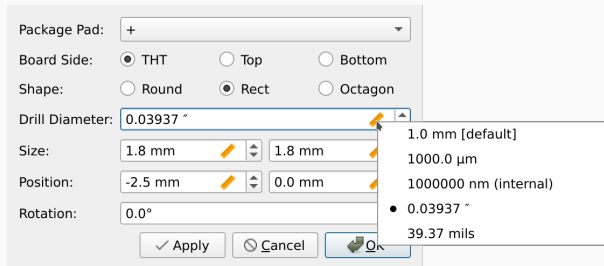 Package Pad: +
Board Side: THT Top Bottom
Shape: Round Rect Octagon
Drill Diameter: 0.03937 ″
Size: 1.8 mm 1.8 mm
Position: -2.5 mm 0.0 mm
Rotation: 0.0°
Apply Cancel OK
1.0 mm [default]
1000.0 µm
1000000 nm (internal)
0.03937 ″
39.37 mils